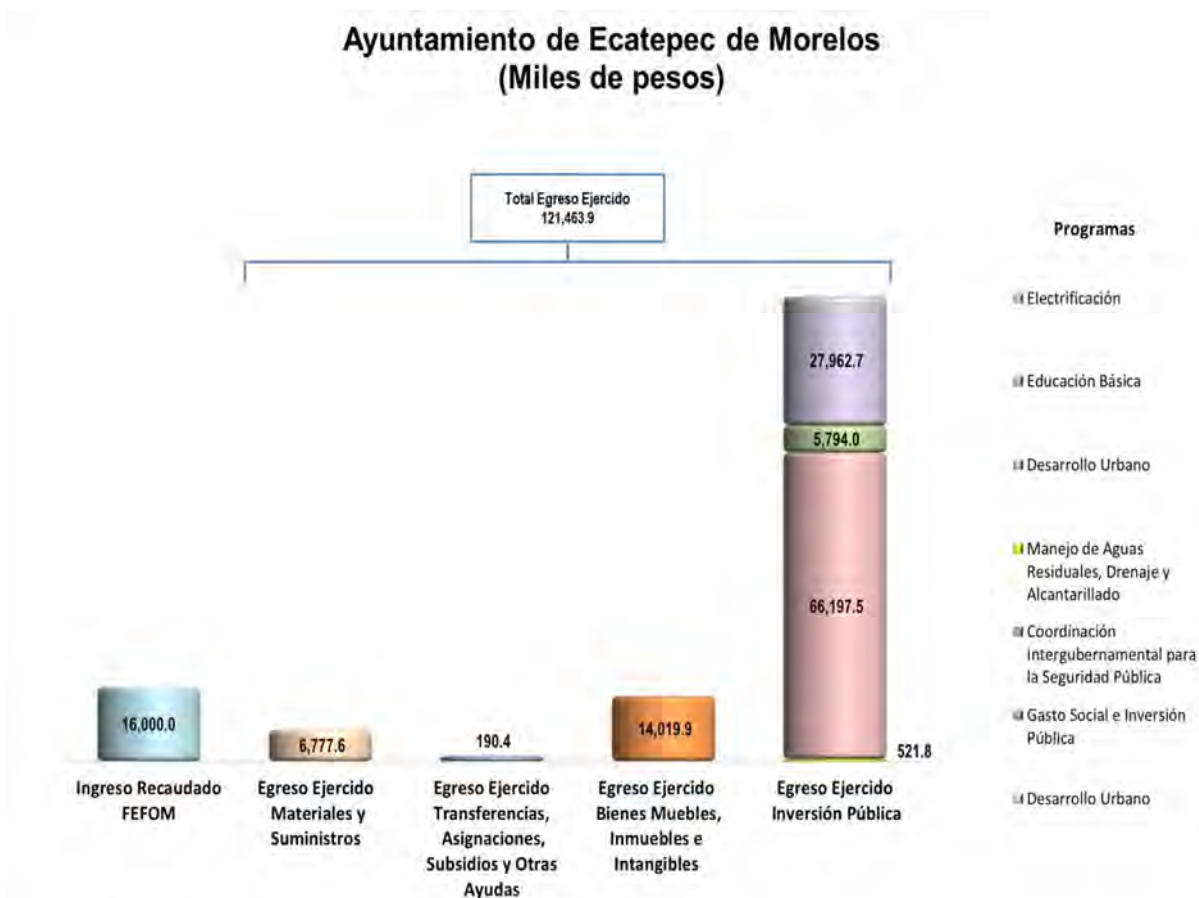 Ayuntamiento de Ecatepec de Morelos
(Miles de pesos)
Total Egreso Ejercido
121,463.9
Programas
Electrificación
Educación Básica
Desarrollo Urbano
Manejo de Aguas
Residuales, Drenaje y
Alcantarillado
Coordinación
Intergubernamental para
la Seguridad Pública
Gasto Social e Inversión
Pública
Desarrollo Urbano
27,962.7
5,794.0
66,197.5
521.8
16,000.0
6,777.6
190.4
14,019.9
Ingreso Recaudado
FEFOM
Egreso Ejercido
Materiales y
Suministros
Egreso Ejercido
Transferencias,
Asignaciones,
Subsidios y Otras
Ayudas
Egreso Ejercido
Bienes Muebles,
Inmuebles e
Intangibles
Egreso Ejercido
Inversión Pública